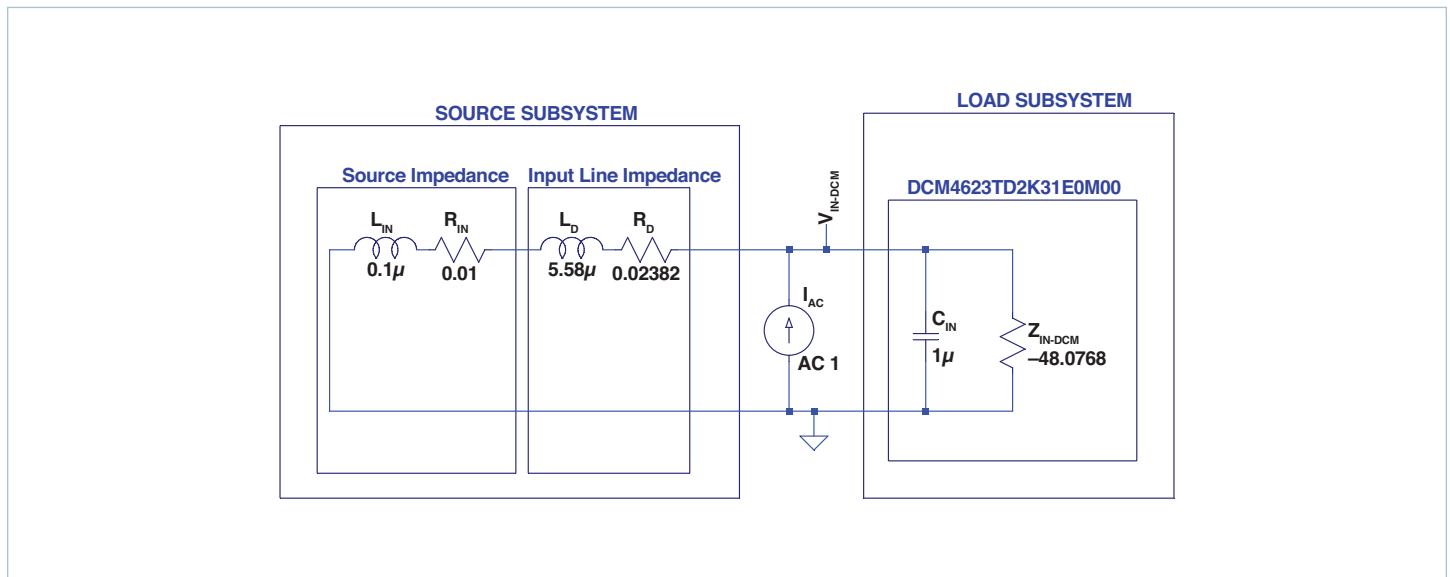 SOURCE SUBSYSTEM
LOAD SUBSYSTEM
Source Impedance
Input Line Impedance
DCM4623TD2K31E0M00
L_IN
0.1µ
R_IN
0.01
L_D
5.58µ
R_D
0.02382
V_IN-DCM
I_AC
AC 1
C_IN
1µ
Z_IN-DCM
–48.0768